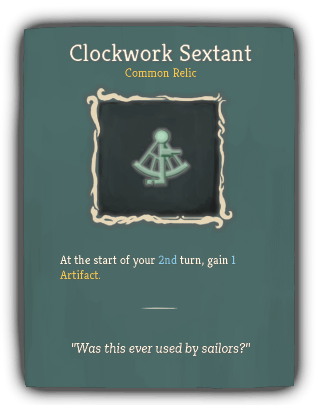 Clockwork Sextant
Common Relic
At the start of your 2nd turn, gain 1
Artifact.
"Was this ever used by sailors?"